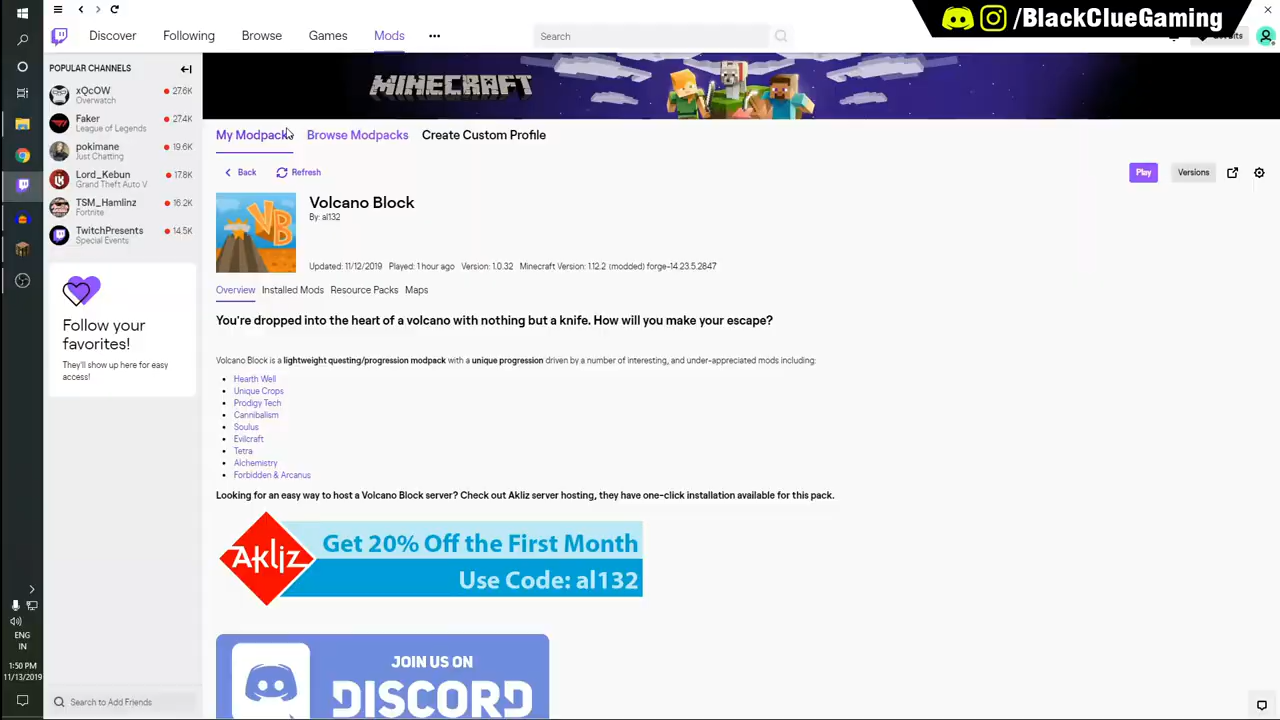 /BlackClueGaming
Discover
Following
Browse
Games
Mods
Search
POPULAR CHANNELS
xQcOW
Overwatch
27.6K
Faker
League of Legends
27.4K
pokimane
Just Chatting
19.6K
Lord_Kebun
Grand Theft Auto V
17.8K
TSM_Hamlinz
Fortnite
16.2K
TwitchPresents
Special Events
14.5K
Follow your
favorites!
They'll show up here for easy
access!
Search to Add Friends
ENG
IN
1:50 PM
11/13/2019
MINECRAFT
My Modpacks
Browse Modpacks
Create Custom Profile
Back
Refresh
Play
Versions
VB
Volcano Block
By: al132
Updated: 11/12/2019 Played: 1 hour ago Version: 1.0.32 Minecraft Version: 1.12.2 (modded) forge-14.23.5.2847
Overview Installed Mods Resource Packs Maps
You're dropped into the heart of a volcano with nothing but a knife. How will you make your escape?
Volcano Block is a lightweight questing/progression modpack with a unique progression driven by a number of interesting, and under-appreciated mods including:
Hearth Well
Unique Crops
Prodigy Tech
Cannibalism
Soulus
Evilcraft
Tetra
Alchemistry
Forbidden & Arcanus
Looking for an easy way to host a Volcano Block server? Check out Akliz server hosting, they have one-click installation available for this pack.
Akliz
Get 20% Off the First Month
Use Code: al132
JOIN US ON
DISCORD